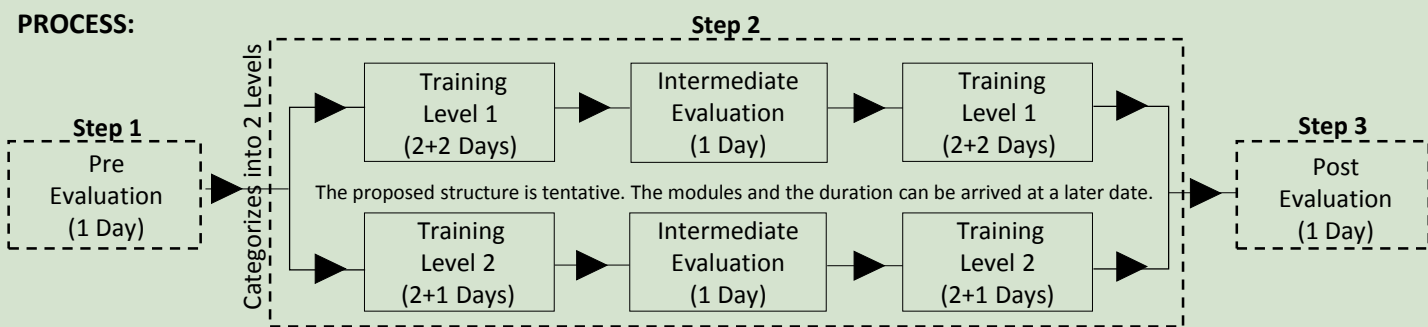 PROCESS:
Step 1
Pre
Evaluation
(1 Day)
Categorizes into 2 Levels
Step 2
Training
Level 1
(2+2 Days)
Intermediate
Evaluation
(1 Day)
Training
Level 1
(2+2 Days)
The proposed structure is tentative. The modules and the duration can be arrived at a later date.
Training
Level 2
(2+1 Days)
Intermediate
Evaluation
(1 Day)
Training
Level 2
(2+1 Days)
Step 3
Post
Evaluation
(1 Day)